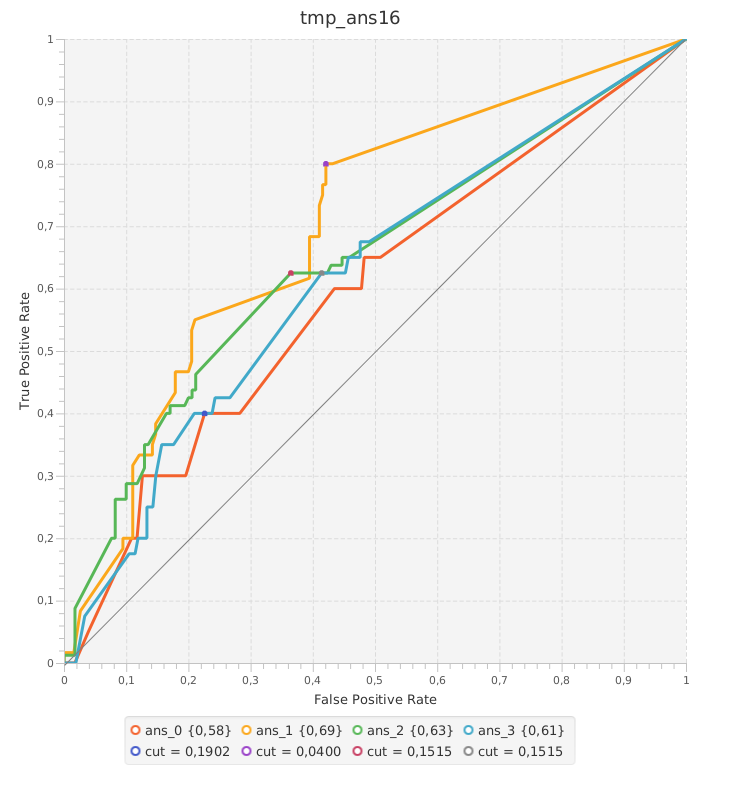 tmp_ans16
1
0,9
0,8
0,7
0,6
0,5
0,4
0,3
0,2
0,1
0
True Positive Rate
0 0,1 0,2 0,3 0,4 0,5 0,6 0,7 0,8 0,9 1
False Positive Rate
ans_0 {0,58} ans_1 {0,69} ans_2 {0,63} ans_3 {0,61}
cut = 0,1902 cut = 0,0400 cut = 0,1515 cut = 0,1515